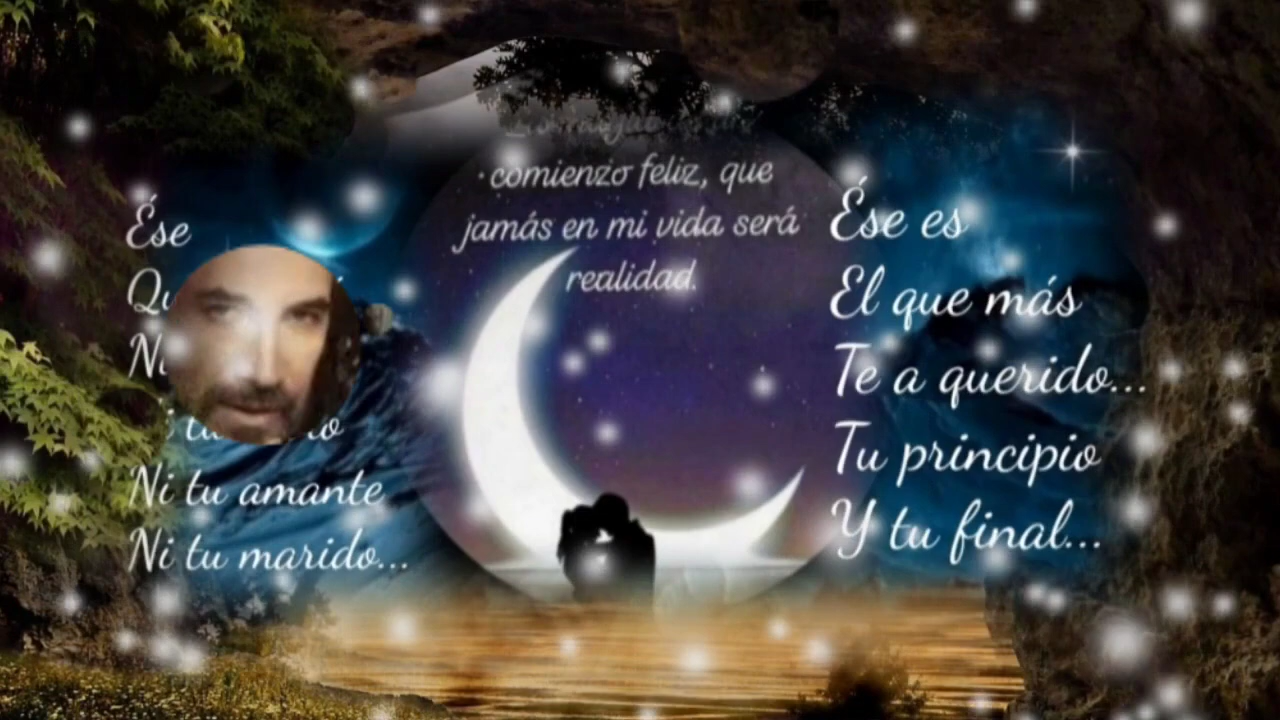 Ése
Ni tu amante
Ni tu marido...
comienzo feliz, que
jamás en mi vida será
realidad.
Ése es
El que más
Te a querido...
Tu principio
Y tu final...